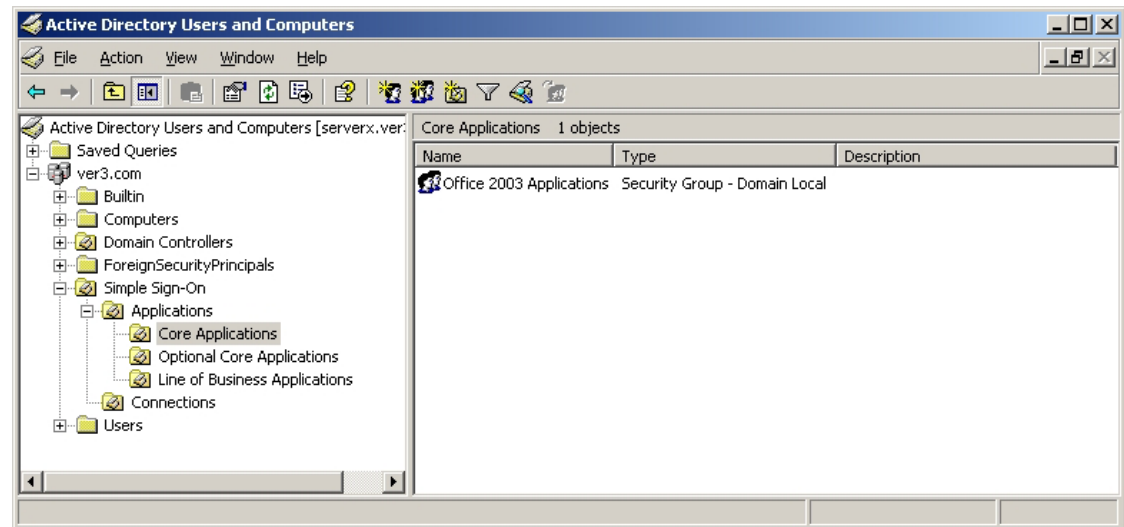 Active Directory Users and Computers
File Action View Window Help
Active Directory Users and Computers [serverx.ver
Saved Queries
ver3.com
Builtin
Computers
Domain Controllers
ForeignSecurityPrincipals
Simple Sign-On
Applications
Core Applications
Optional Core Applications
Line of Business Applications
Connections
Users
Core Applications 1 objects
Name Type Description
Office 2003 Applications Security Group - Domain Local